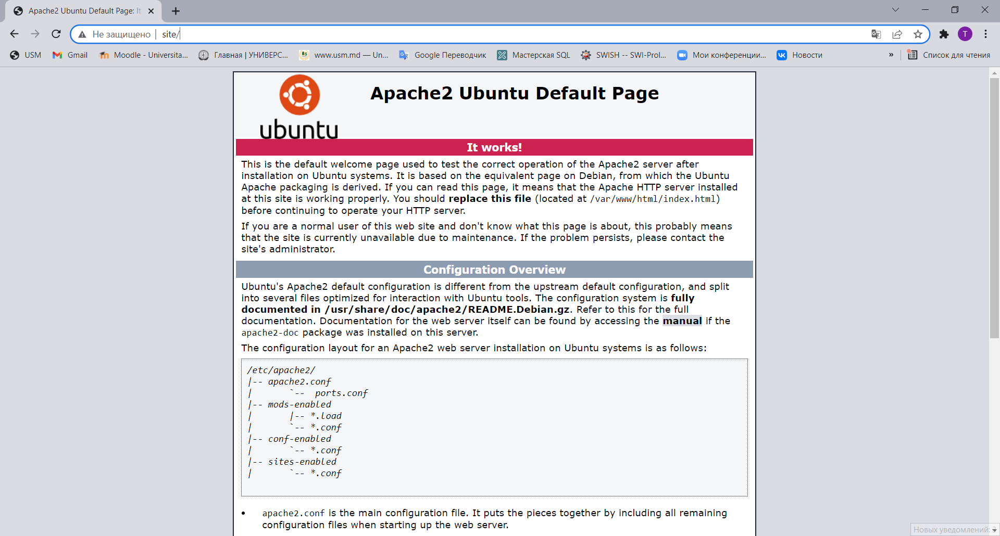 Apache2 Ubuntu Default Page: It
Не защищено | site/
USM Gmail Moodle - Universita... Главная | УНИВЕРС... www.usm.md — Un... Google Переводчик Мастерская SQL SWISH -- SWI-Prol... Мои конференции... Новости » Список для чтения
T
ubuntu
Apache2 Ubuntu Default Page
It works!
This is the default welcome page used to test the correct operation of the Apache2 server after
installation on Ubuntu systems. It is based on the equivalent page on Debian, from which the Ubuntu
Apache packaging is derived. If you can read this page, it means that the Apache HTTP server installed
at this site is working properly. You should replace this file (located at /var/www/html/index.html)
before continuing to operate your HTTP server.
If you are a normal user of this web site and don't know what this page is about, this probably means
that the site is currently unavailable due to maintenance. If the problem persists, please contact the
site's administrator.
Configuration Overview
Ubuntu's Apache2 default configuration is different from the upstream default configuration, and split
into several files optimized for interaction with Ubuntu tools. The configuration system is fully
documented in /usr/share/doc/apache2/README.Debian.gz. Refer to this for the full
documentation. Documentation for the web server itself can be found by accessing the manual if the
apache2-doc package was installed on this server.
The configuration layout for an Apache2 web server installation on Ubuntu systems is as follows:
/etc/apache2/
|-- apache2.conf
|       `--  ports.conf
|-- mods-enabled
|       |-- *.load
|       `-- *.conf
|-- conf-enabled
|       `-- *.conf
|-- sites-enabled
|       `-- *.conf
• apache2.conf is the main configuration file. It puts the pieces together by including all remaining
configuration files when starting up the web server.
Новых уведомлений: